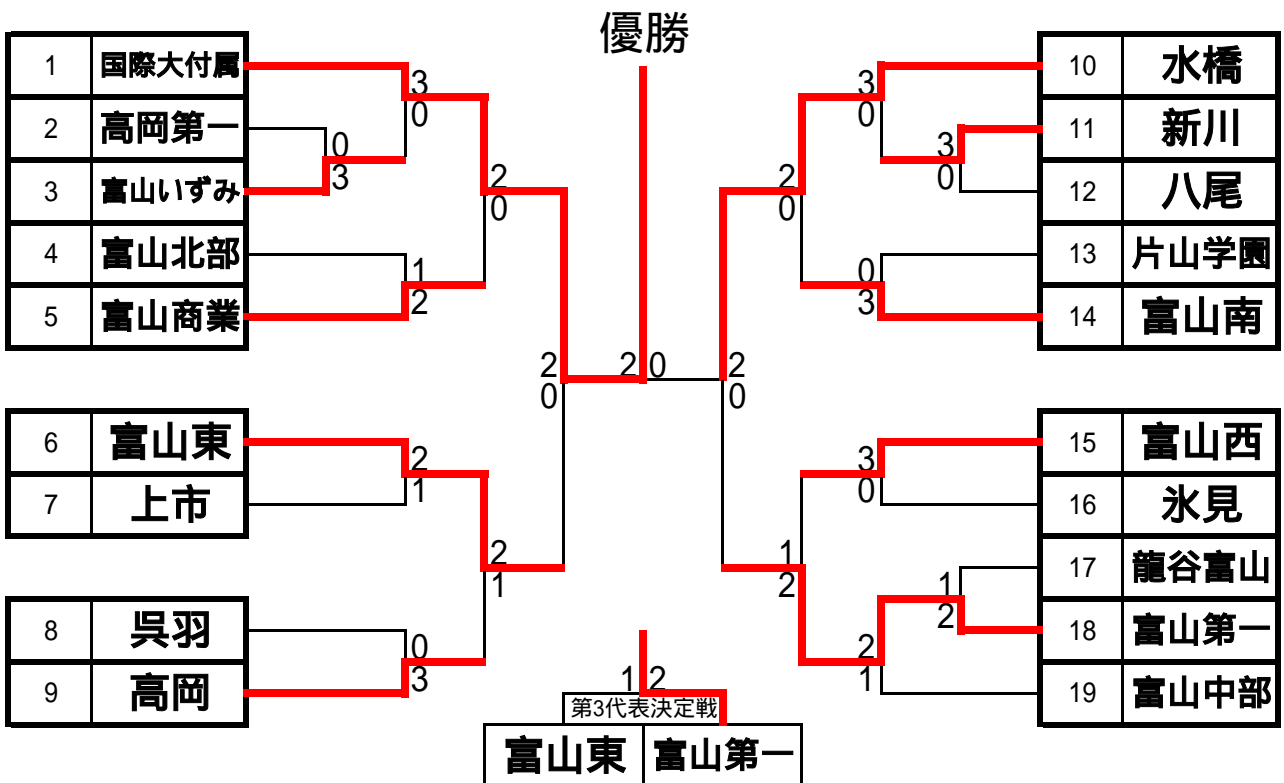 優勝
1 国際大付属
2 高岡第一
3 富山いずみ
4 富山北部
5 富山商業
6 富山東
7 上市
8 呉羽
9 高岡
3
0
0
3
2
0
1
2
2
0
2
1
2
1
0
3
2 0
10 水橋
11 新川
12 八尾
13 片山学園
14 富山南
15 富山西
16 氷見
17 龍谷富山
18 富山第一
19 富山中部
3
0
3
0
2
0
0
3
2
0
3
0
1
2
1
2
2
1
1 2
第3代表決定戦
富山東 富山第一